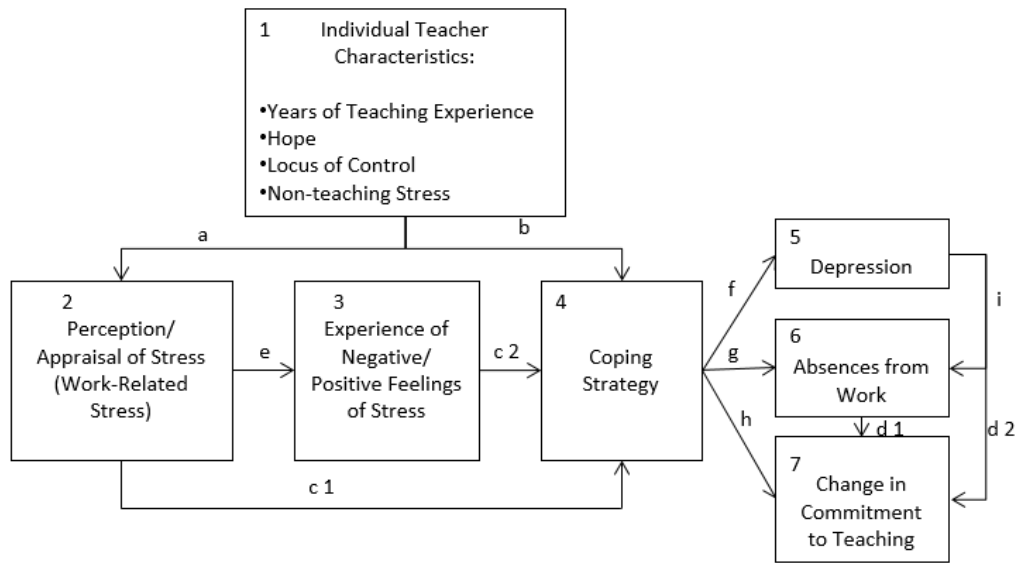 1 Individual Teacher
Characteristics:
•Years of Teaching Experience
•Hope
•Locus of Control
•Non-teaching Stress
a
b
2
Perception/
Appraisal of Stress
(Work-Related
Stress)
e
3
Experience of
Negative/
Positive Feelings
of Stress
c 2
4
Coping
Strategy
c 1
f
g
h
5
Depression
i
6
Absences from
Work
d 1
d 2
7
Change in
Commitment
to Teaching